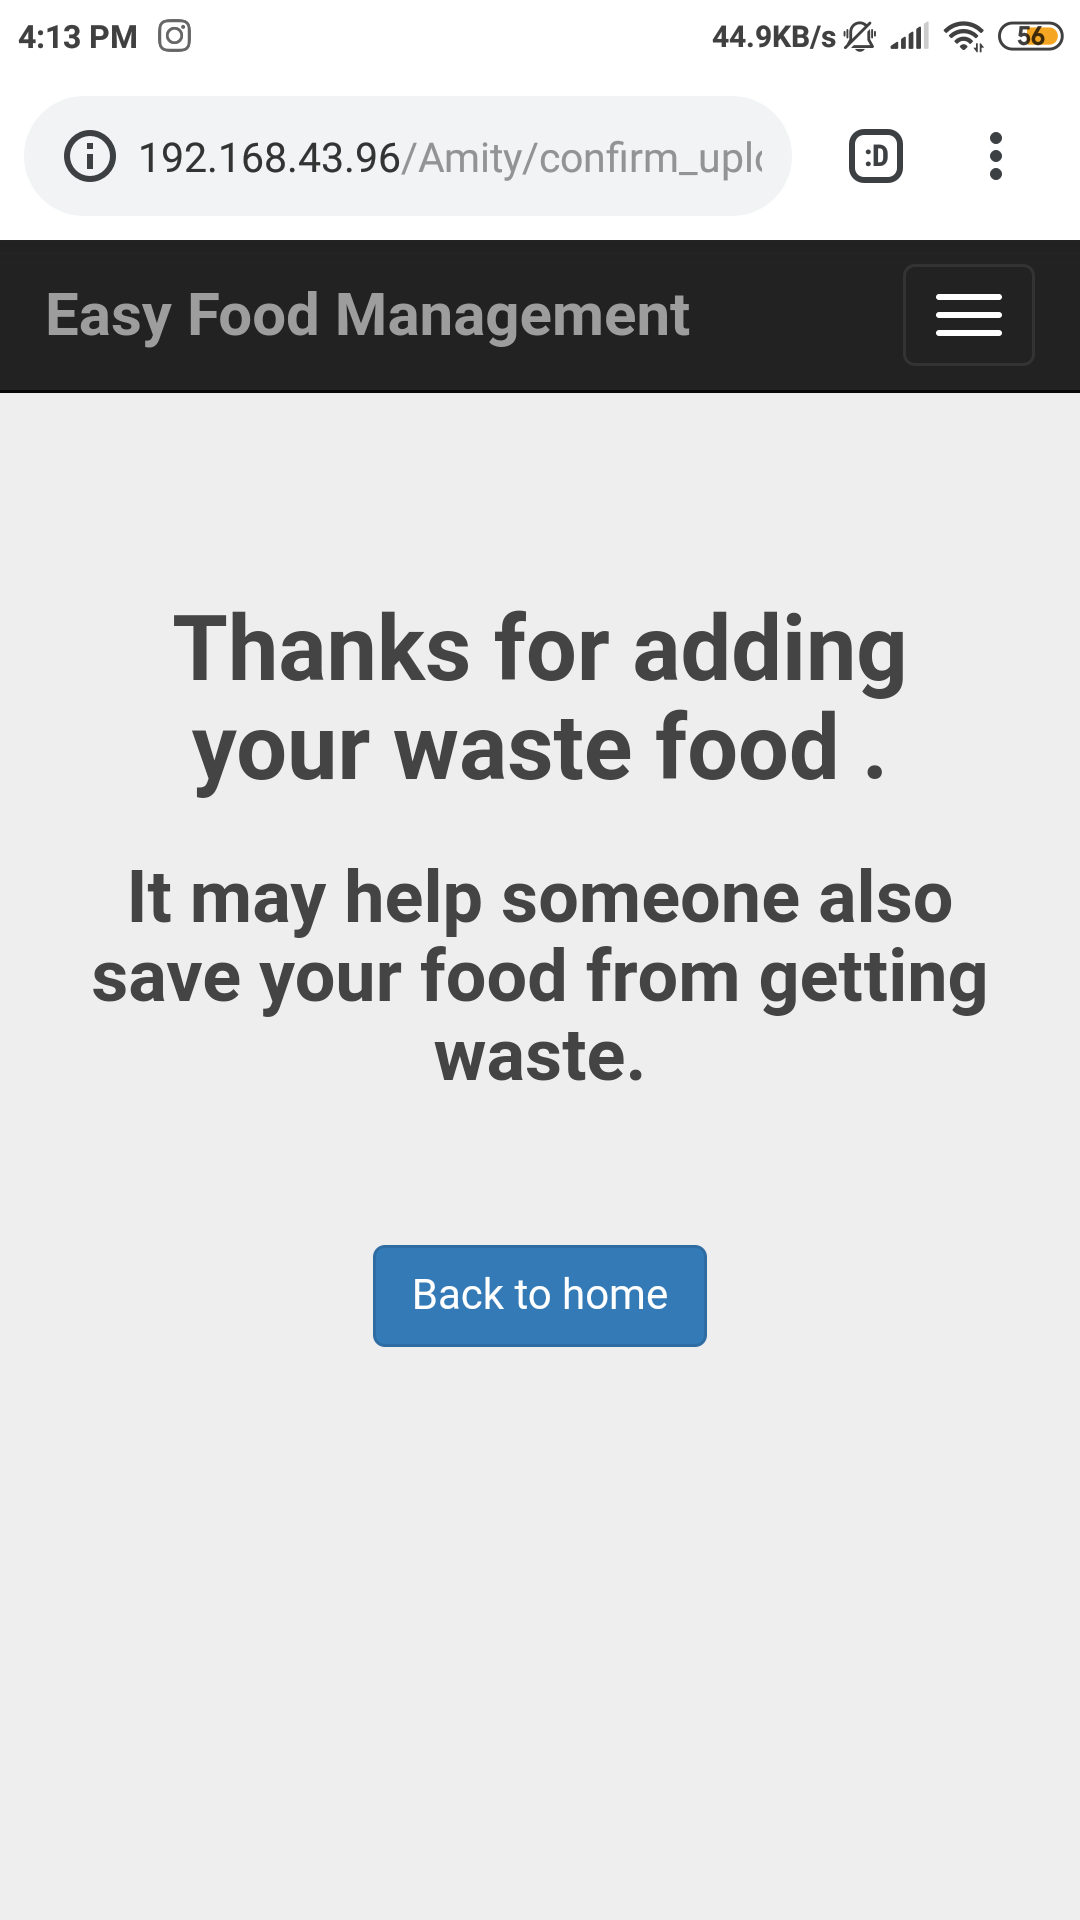 4:13 PM 44.9KB/s 56
192.168.43.96/Amity/confirm_upl :D
Easy Food Management
Thanks for adding
your waste food .
It may help someone also
save your food from getting
waste.
Back to home